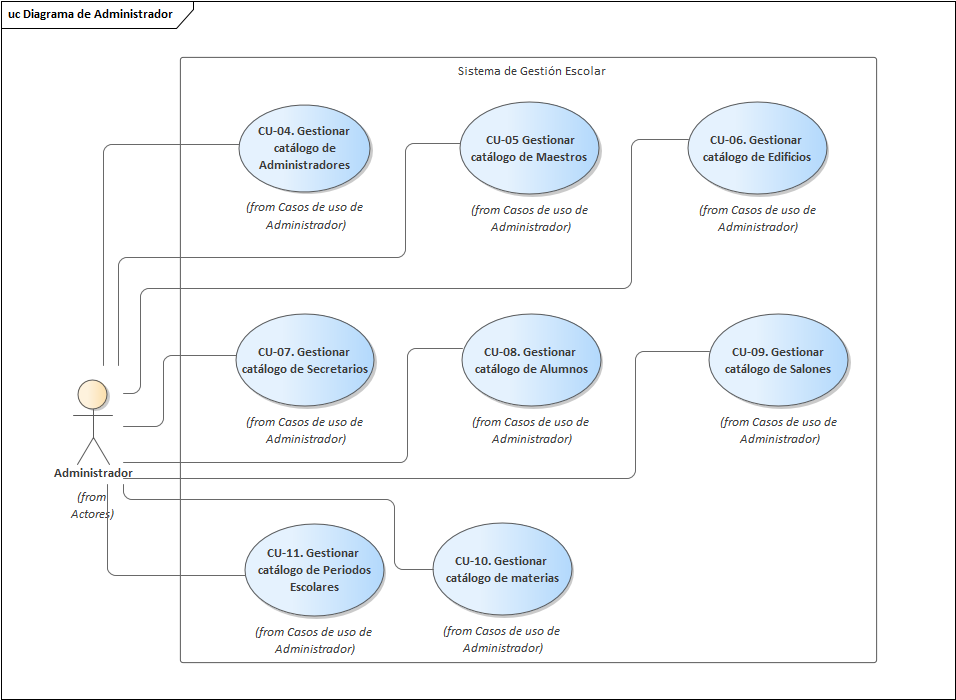 uc Diagrama de Administrador
Sistema de Gestión Escolar
CU-04. Gestionar
catálogo de
Administradores
(from Casos de uso de
Administrador)
CU-05 Gestionar
catálogo de Maestros
(from Casos de uso de
Administrador)
CU-06. Gestionar
catálogo de Edificios
(from Casos de uso de
Administrador)
CU-07. Gestionar
catálogo de Secretarios
(from Casos de uso de
Administrador)
CU-08. Gestionar
catálogo de Alumnos
(from Casos de uso de
Administrador)
CU-09. Gestionar
catálogo de Salones
(from Casos de uso de
Administrador)
Administrador
(from
Actores)
CU-11. Gestionar
catálogo de Periodos
Escolares
(from Casos de uso de
Administrador)
CU-10. Gestionar
catálogo de materias
(from Casos de uso de
Administrador)